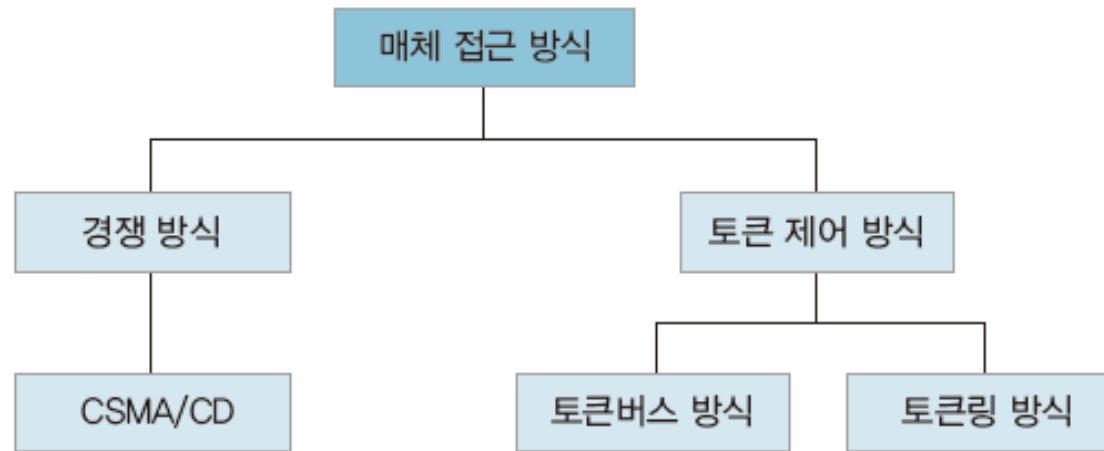 매체 접근 방식
경쟁 방식
토큰 제어 방식
CSMA/CD
토큰버스 방식
토큰링 방식